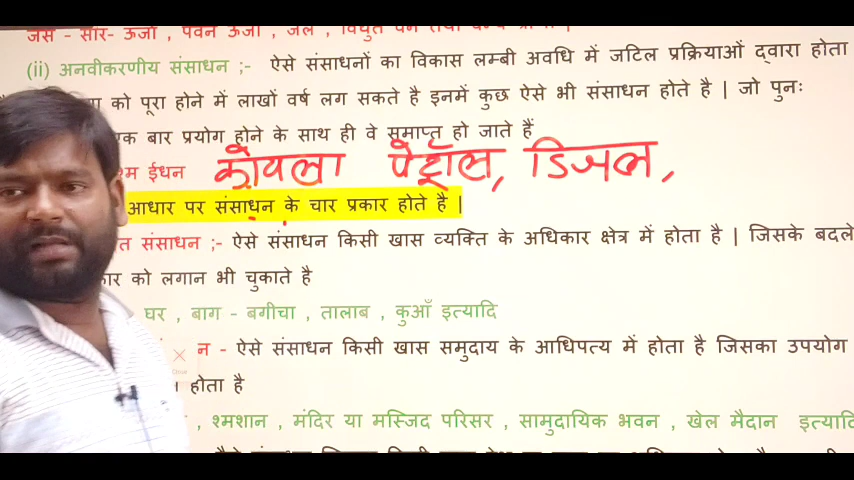 जैसे - सौर- ऊर्जा , पवन ऊर्जा , जल ,
(ii) अनवीकरणीय संसाधन ;- ऐसे संसाधनों का विकास लम्बी अवधि में जटिल प्रक्रियाओं द्वारा होता
को पूरा होने में लाखों वर्ष लग सकते है इनमें कुछ ऐसे भी संसाधन होते है | जो पुनः
एक बार प्रयोग होने के साथ ही वे समाप्त हो जाते हैं
ईधन कोयला पेट्रोल, डिजल,
आधार पर संसाधन के चार प्रकार होते है |
संसाधन ;- ऐसे संसाधन किसी खास व्यक्ति के अधिकार क्षेत्र में होता है | जिसके बदले
को लगान भी चुकाते है
घर , बाग - बगीचा , तालाब , कुआँ इत्यादि
न - ऐसे संसाधन किसी खास समुदाय के आधिपत्य में होता है जिसका उपयोग
होता है
, श्मशान , मंदिर या मस्जिद परिसर , सामुदायिक भवन , खेल मैदान इत्यादि